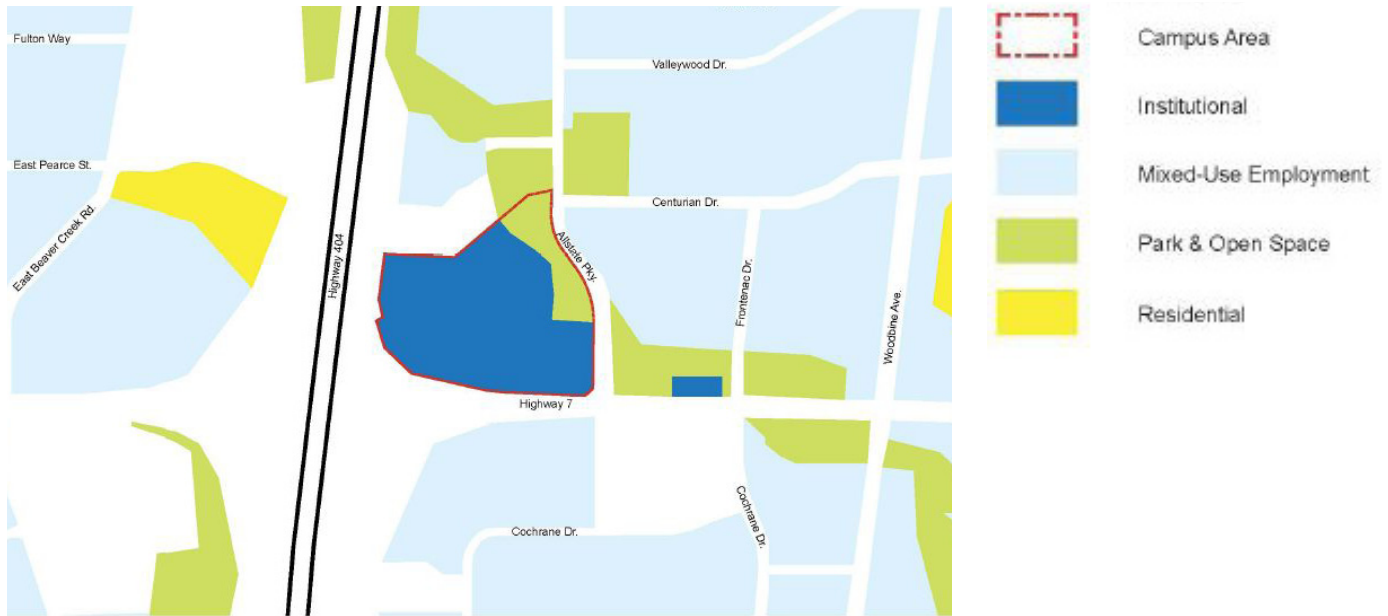 Fulton Way
Valleywood Dr.
East Pearce St.
Centurian Dr.
East Beaver Creek Rd.
Highway 404
Allstate Pky.
Frontenac Dr.
Woodbine Ave.
Highway 7
Cochrane Dr.
Cochrane Dr.
Campus Area
Institutional
Mixed-Use Employment
Park & Open Space
Residential